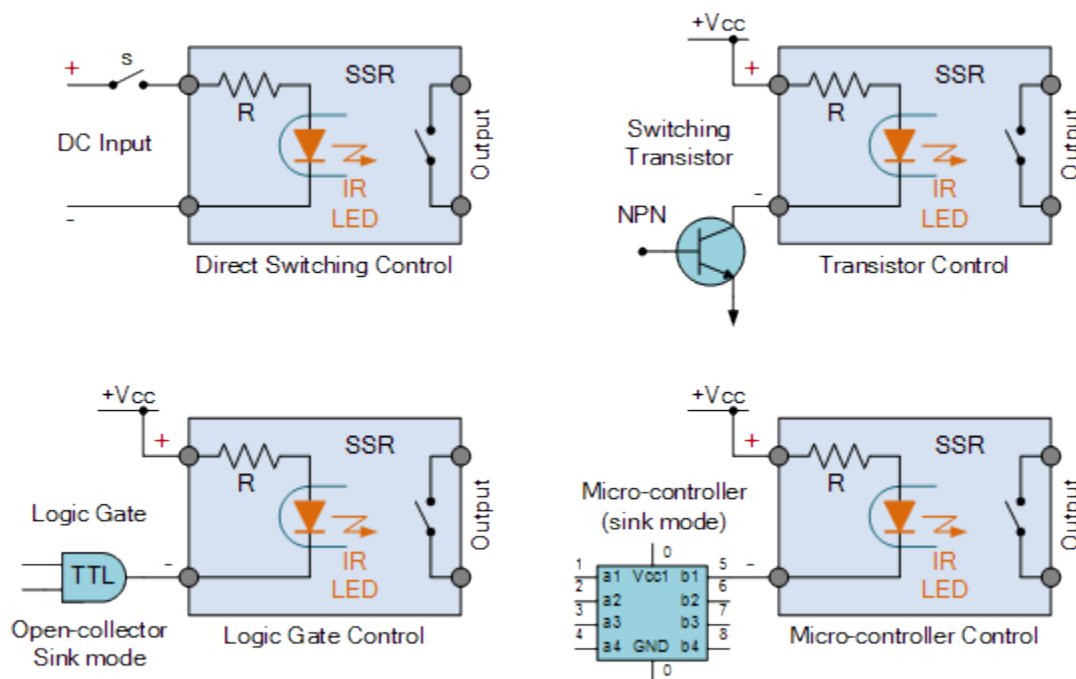 +Vcc
+
s
SSR
R
DC Input
IR
LED
-
Output
Direct Switching Control
+
SSR
R
Switching
Transistor
NPN
IR
LED
-
Output
Transistor Control
+Vcc
+
SSR
R
Logic Gate
TTL
-
IR
LED
Output
Open-collector
Sink mode
Logic Gate Control
+Vcc
+
SSR
R
Micro-controller
(sink mode)
0
1 a1 Vcc1 b1 5 -
2 a2 b2 6
3 a3 b3 7
4 a4 GND b4 8
0
IR
LED
Output
Micro-controller Control